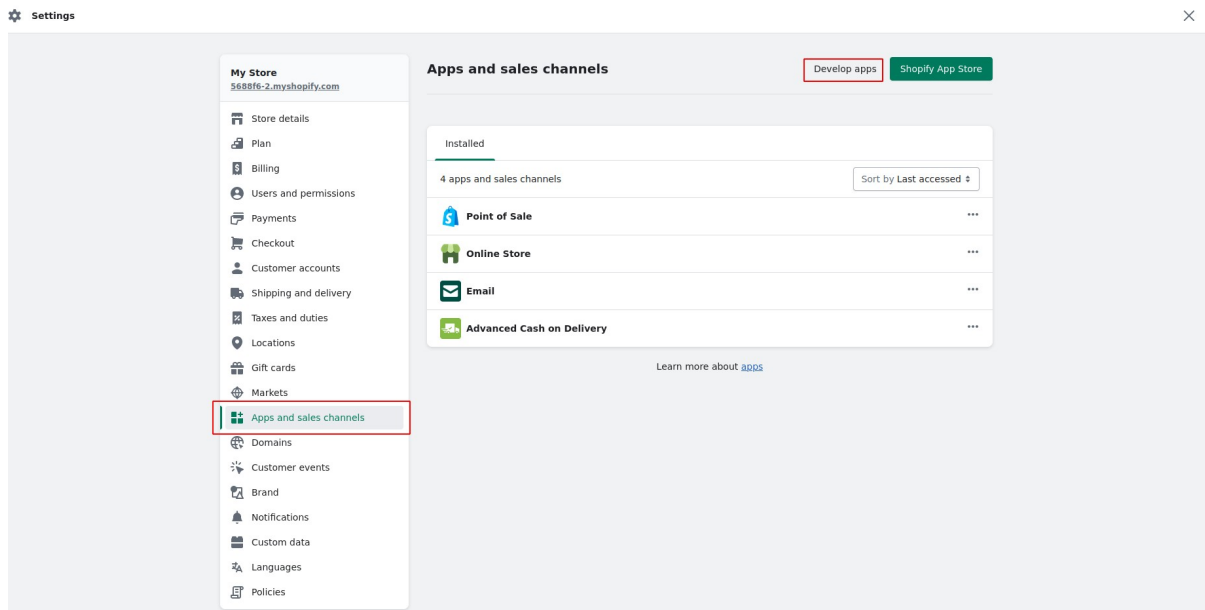 Settings
My Store
5688f6-2.myshopify.com
Store details
Plan
Billing
Users and permissions
Payments
Checkout
Customer accounts
Shipping and delivery
Taxes and duties
Locations
Gift cards
Markets
Apps and sales channels
Domains
Customer events
Brand
Notifications
Custom data
Languages
Policies
Apps and sales channels
Develop apps
Shopify App Store
Installed
4 apps and sales channels
Sort by Last accessed
Point of Sale
Online Store
Email
Advanced Cash on Delivery
Learn more about apps